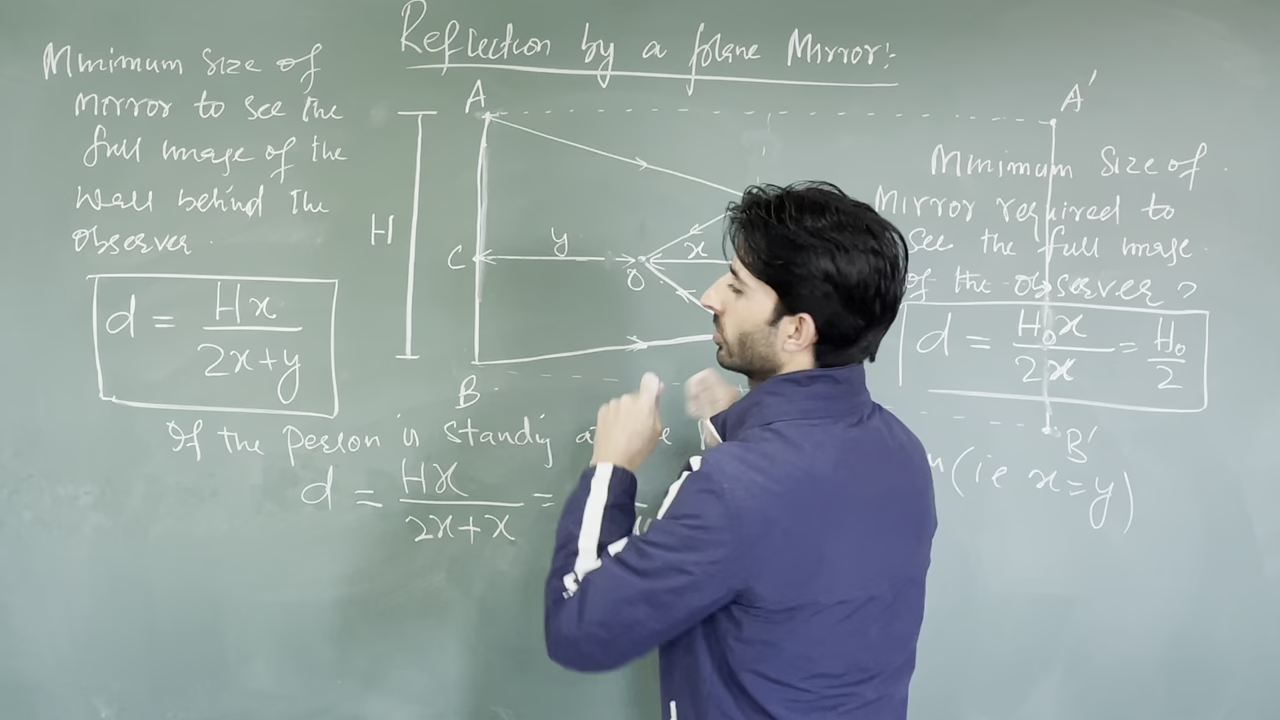 Reflection by a plane Mirror:
Minimum Size of
Mirror to see the
full image of the
wall behind the
observer.
d = Hx / 2x+y
A
A'
H
C
y
O
x
B
B'
Minimum Size of
Mirror required to
see the full image
of the observer?
d = H₀x / 2x = H₀ / 2
If the Person is standing at
(ie x=y)
d = Hx / 2x+x =